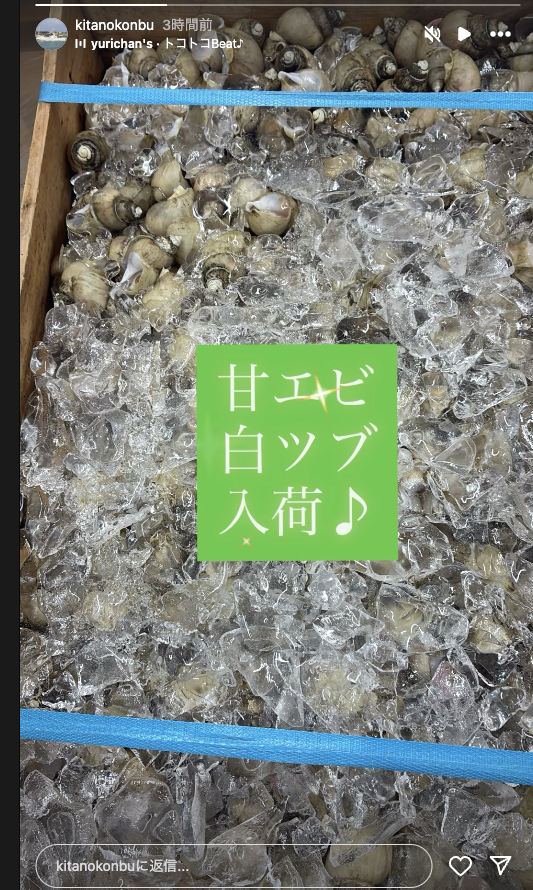 kitanokonbu 3時間前
yurichan's・トコトコBeat♪
甘エビ
白ツブ
入荷♪
kitanokonbuに返信...